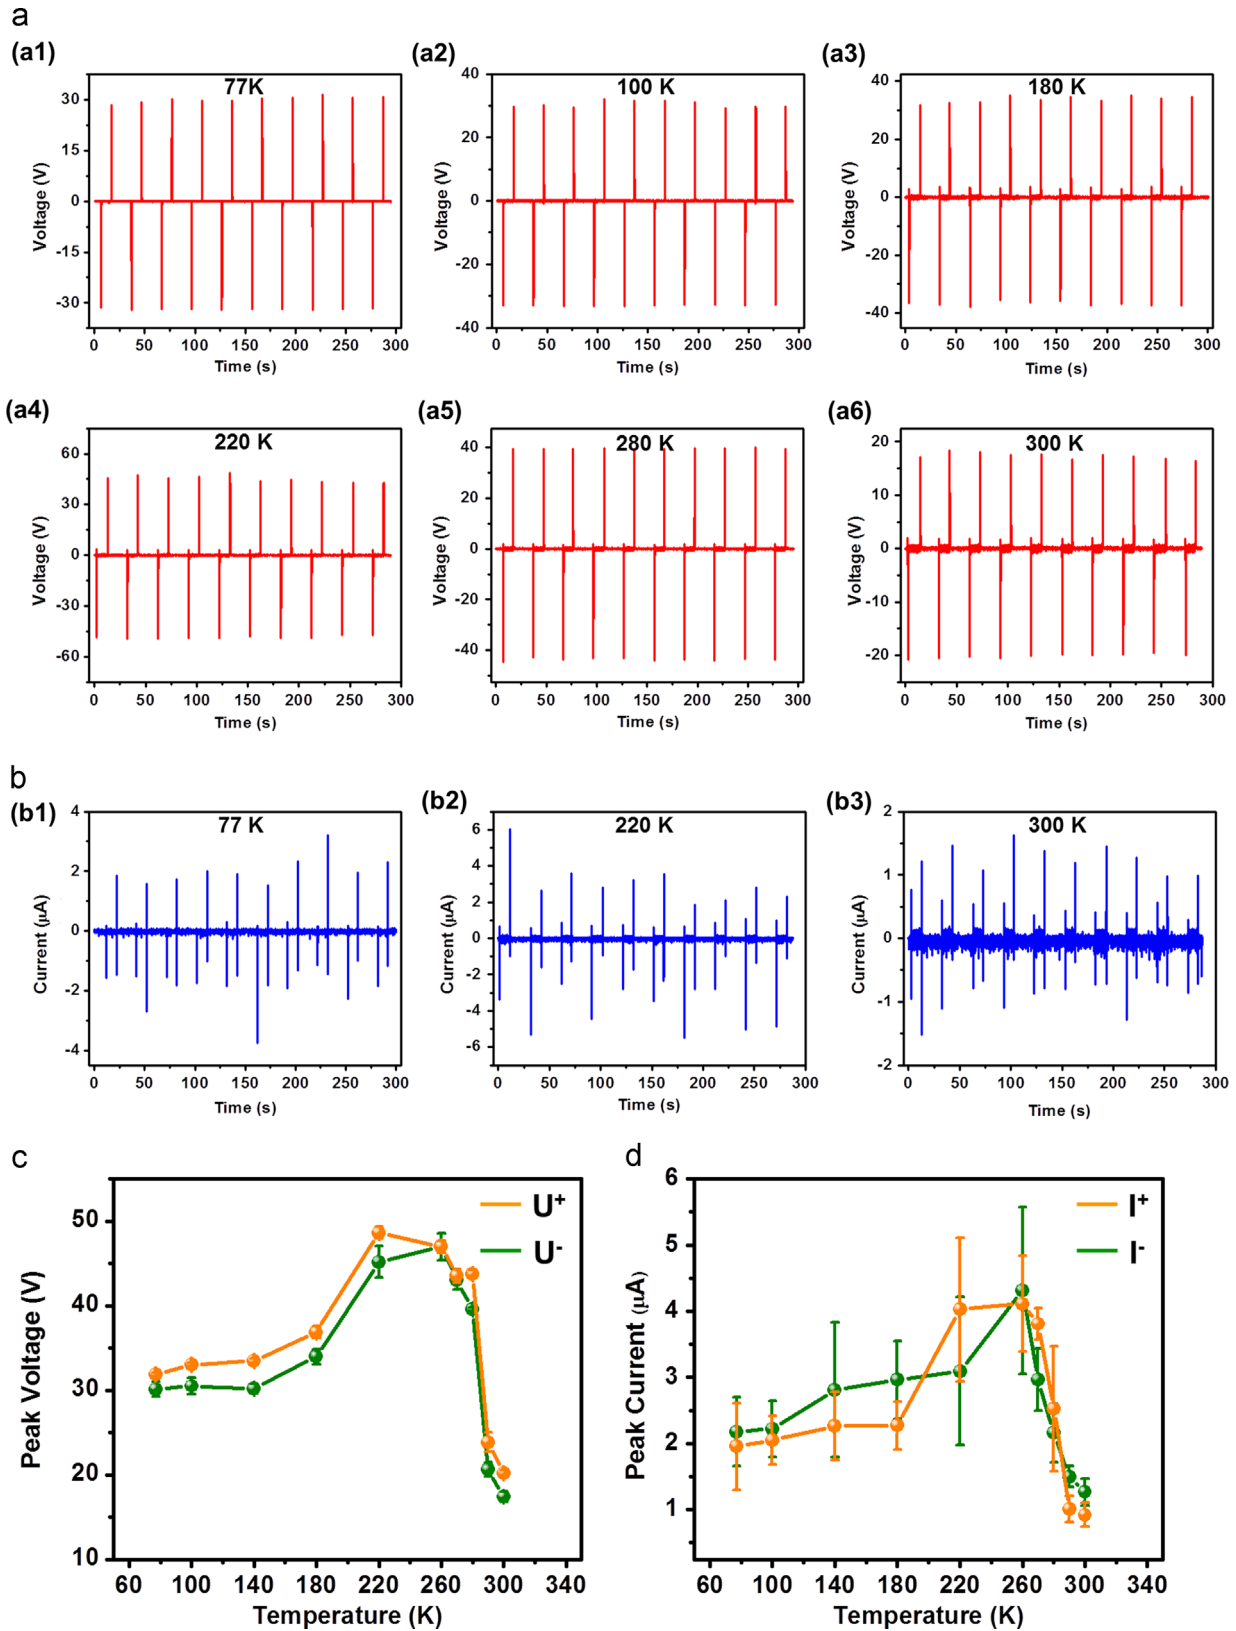 a
(a1)
(a2)
(a3)
77K
100 K
180 K
30
15
0
-15
-30
40
20
0
-20
-40
40
20
0
-20
-40
Voltage (V)
Voltage (V)
Voltage (V)
0 50 100 150 200 250 300
0 50 100 150 200 250 300
0 50 100 150 200 250 300
Time (s)
Time (s)
Time (s)
(a4)
(a5)
(a6)
220 K
280 K
300 K
60
30
0
-30
-60
40
20
0
-20
-40
20
10
0
-10
-20
Voltage (V)
Voltage (V)
Voltage (V)
0 50 100 150 200 250 300
0 50 100 150 200 250 300
0 50 100 150 200 250 300
Time (s)
Time (s)
Time (s)
b
(b1)
(b2)
(b3)
77 K
220 K
300 K
4
2
0
-2
-4
6
4
2
0
-2
-4
-6
2
1
0
-1
-2
Current (μA)
Current (μA)
Current (μA)
0 50 100 150 200 250 300
0 50 100 150 200 250 300
0 50 100 150 200 250 300
Time (s)
Time (s)
Time (s)
c
d
U+
U-
50
40
30
20
10
Peak Voltage (V)
60 100 140 180 220 260 300 340
Temperature (K)
I+
I-
6
5
4
3
2
1
Peak Current (μA)
60 100 140 180 220 260 300 340
Temperature (K)